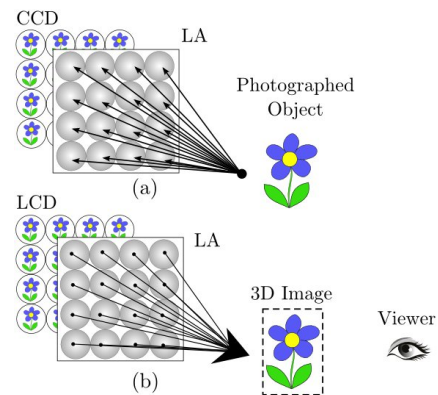 CCD
LA
Photographed
Object
(a)
LCD
LA
3D Image
Viewer
(b)